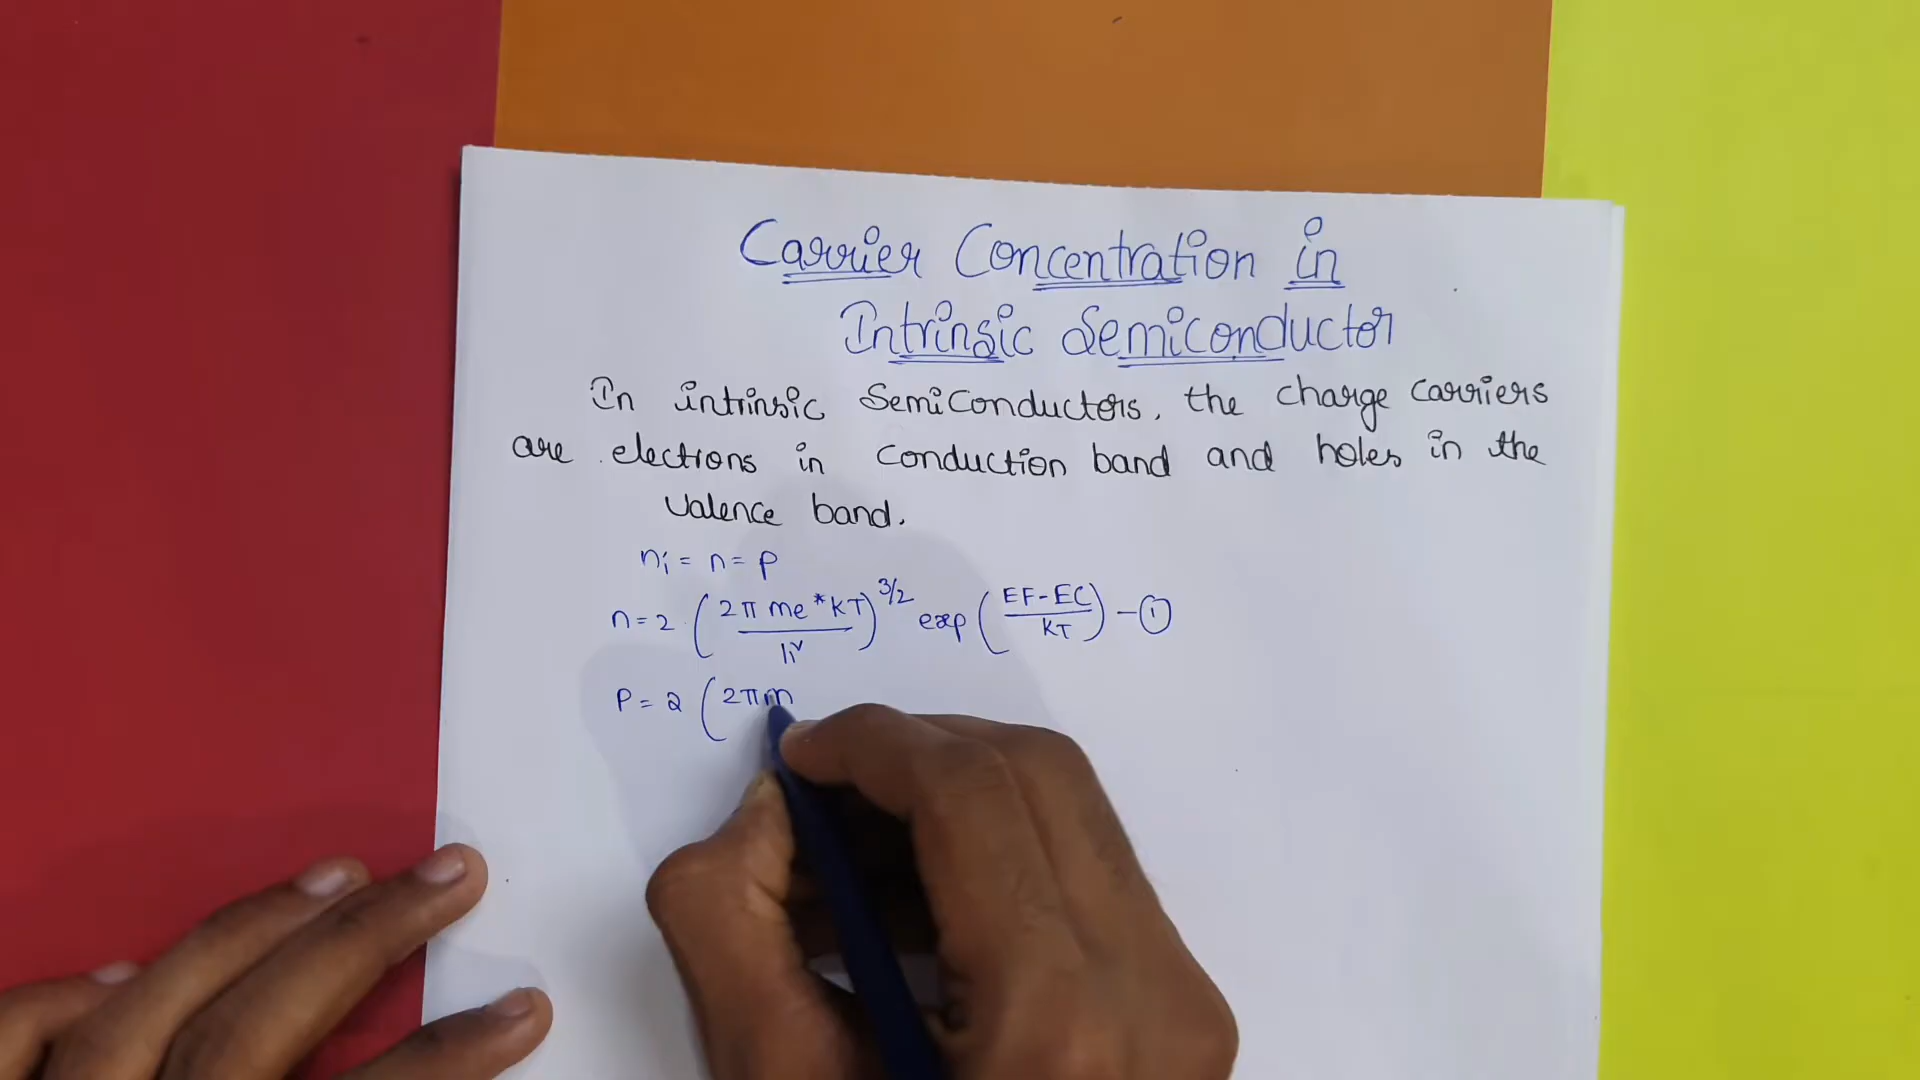 Carrier Concentration in
Intrinsic Semiconductor
In intrinsic Semiconductors, the charge carriers
are electrons in conduction band and holes in the
Valence band.
ni = n = p
n = 2 (2π me* KT / h²)^3/2 exp (EF - EC / KT) - ①
P = 2 (2πm